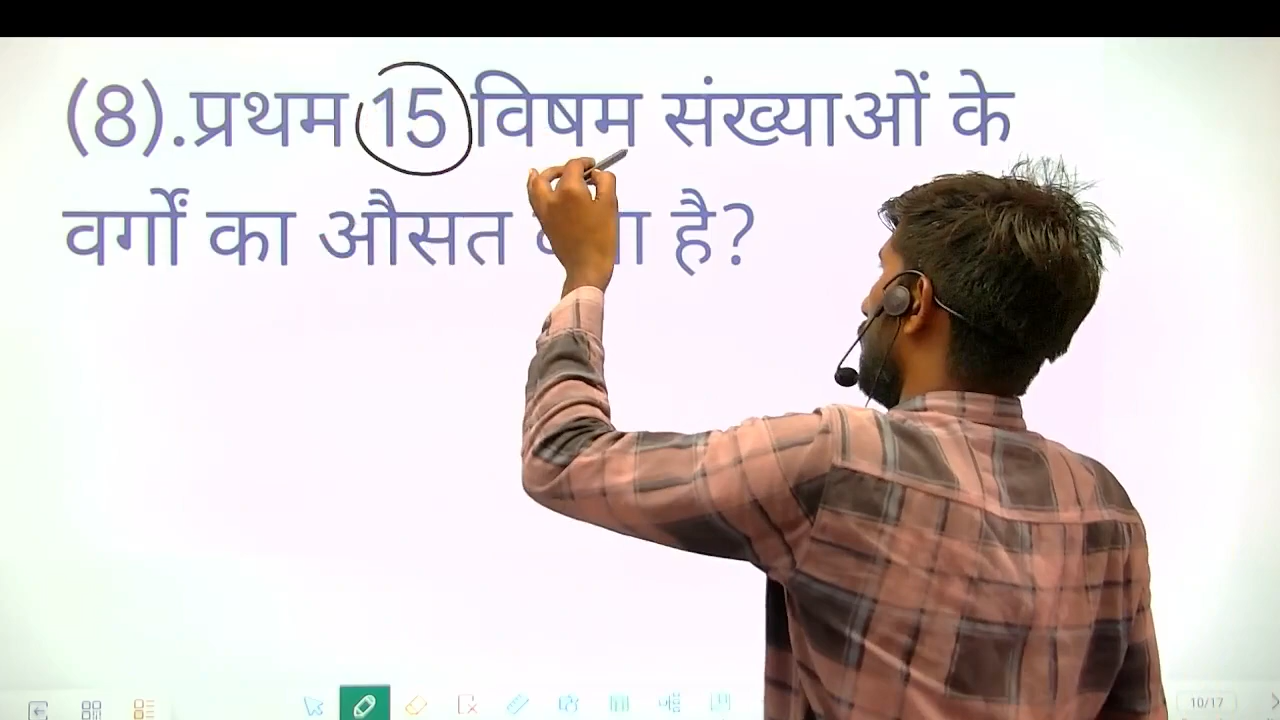 (8).प्रथम 15 विषम संख्याओं के
वर्गों का औसत है?
10/17